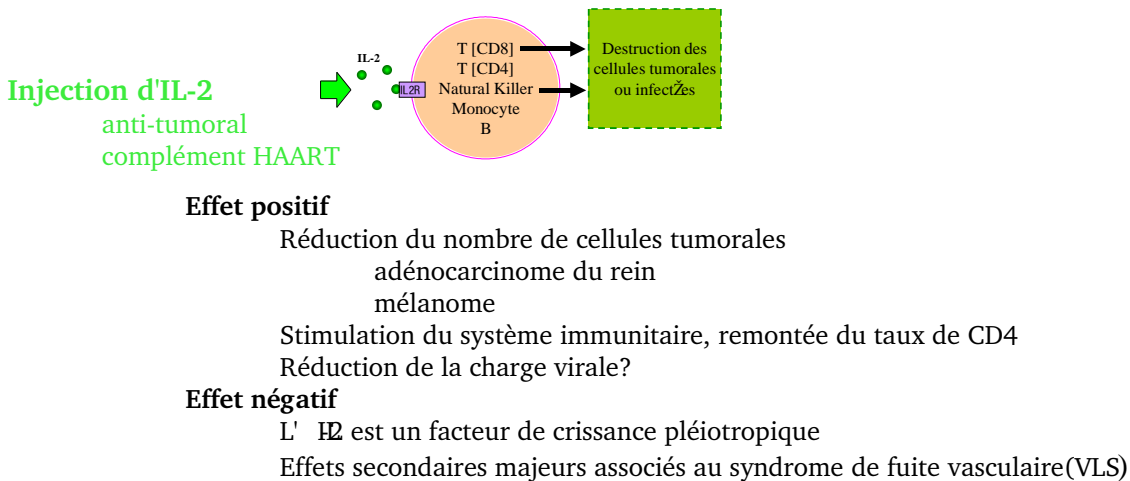 IL-2
IL2R
T [CD8]
T [CD4]
Natural Killer
Monocyte
B
Destruction des
cellules tumorales
ou infectŽes
Injection d'IL-2
anti-tumoral
complément HAART
Effet positif
Réduction du nombre de cellules tumorales
adénocarcinome du rein
mélanome
Stimulation du système immunitaire, remontée du taux de CD4
Réduction de la charge virale?
Effet négatif
L' IL-2 est un facteur de crissance pléiotropique
Effets secondaires majeurs associés au syndrome de fuite vasculaire(VLS)